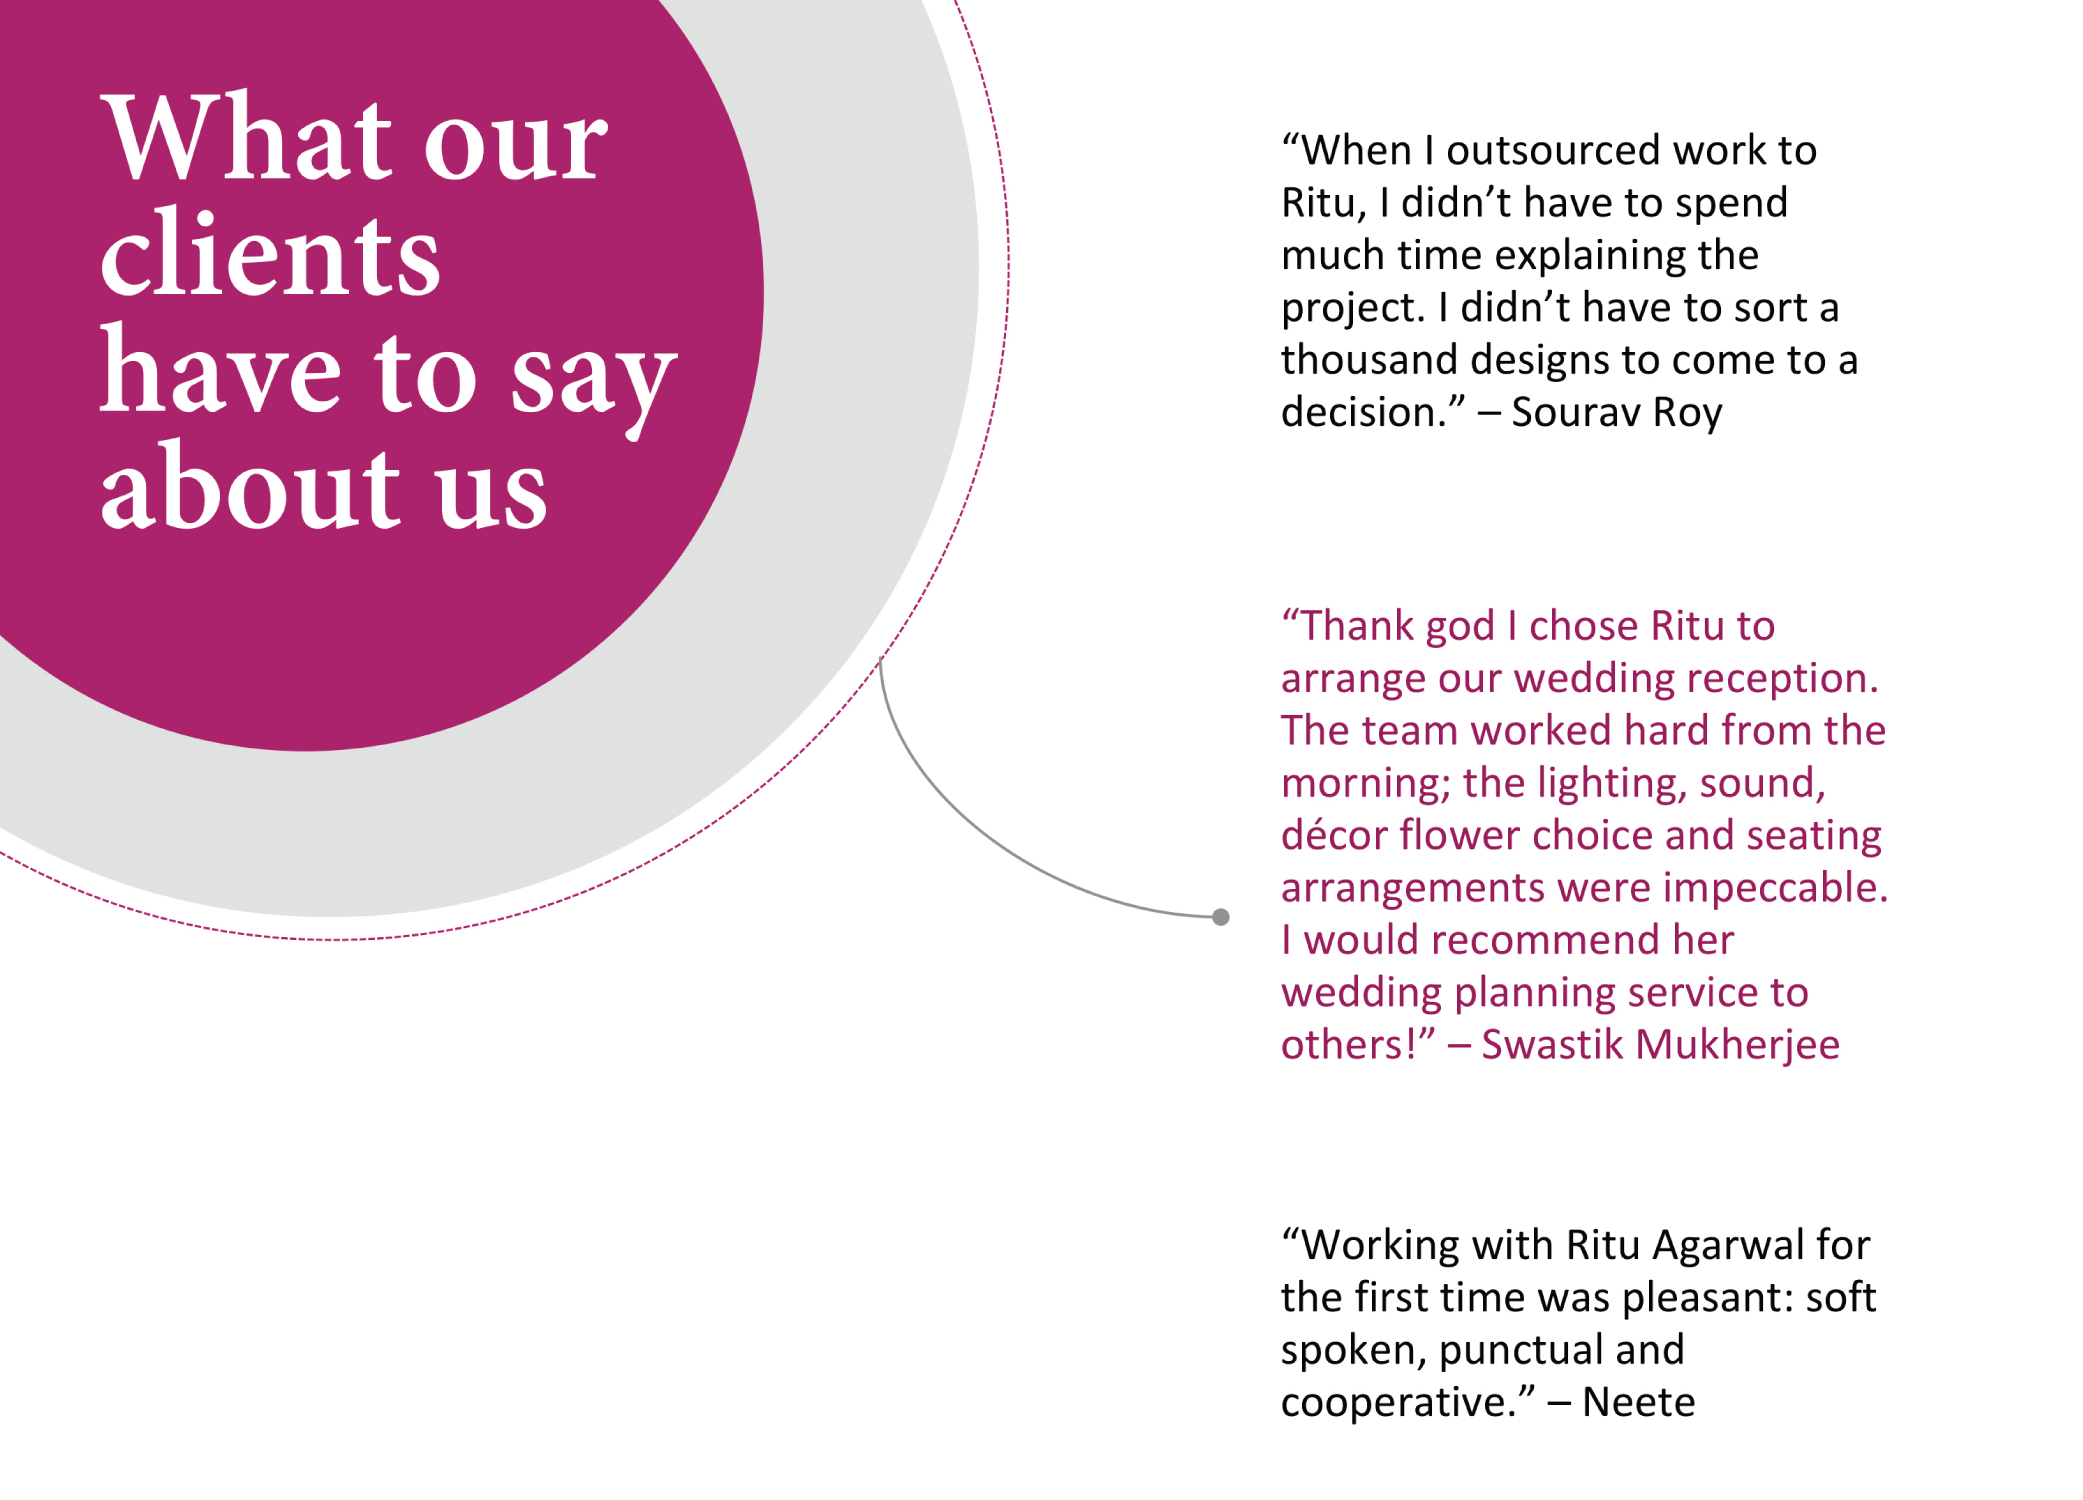 What our
clients
have to say
about us
“When I outsourced work to
Ritu, I didn’t have to spend
much time explaining the
project. I didn’t have to sort a
thousand designs to come to a
decision.” – Sourav Roy
“Thank god I chose Ritu to
arrange our wedding reception.
The team worked hard from the
morning; the lighting, sound,
décor flower choice and seating
arrangements were impeccable.
I would recommend her
wedding planning service to
others!” – Swastik Mukherjee
“Working with Ritu Agarwal for
the first time was pleasant: soft
spoken, punctual and
cooperative.” – Neete